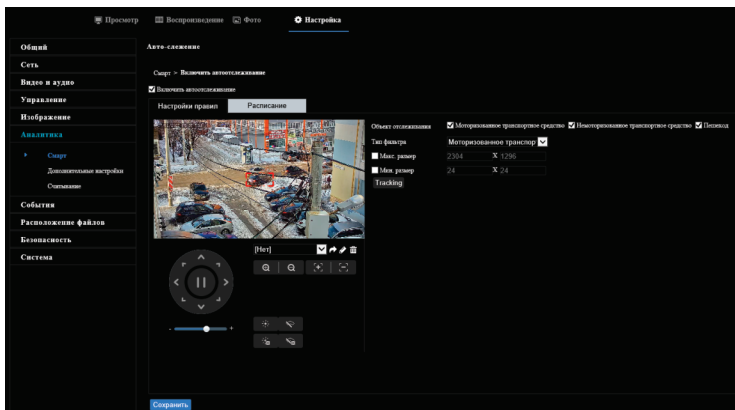 Просмотр Воспроизведение Фото Настройка
Общий
Сеть
Видео и аудио
Управление
Изображение
Аналитика
Смарт
Дополнительные настройки
Считывание
События
Расположение файлов
Безопасность
Система
Авто-слежение
Смарт > Включить автоотслеживание
Включить автоотслеживание
Настройки правил Расписание
[Нет]
- +
Объект отслеживания Моторизованное транспортное средство Немоторизованное транспортное средство Пешеход
Тип фильтра Моторизованное транспор
Макс. размер 2304 X 1296
Мин. размер 24 X 24
Tracking
Сохранить